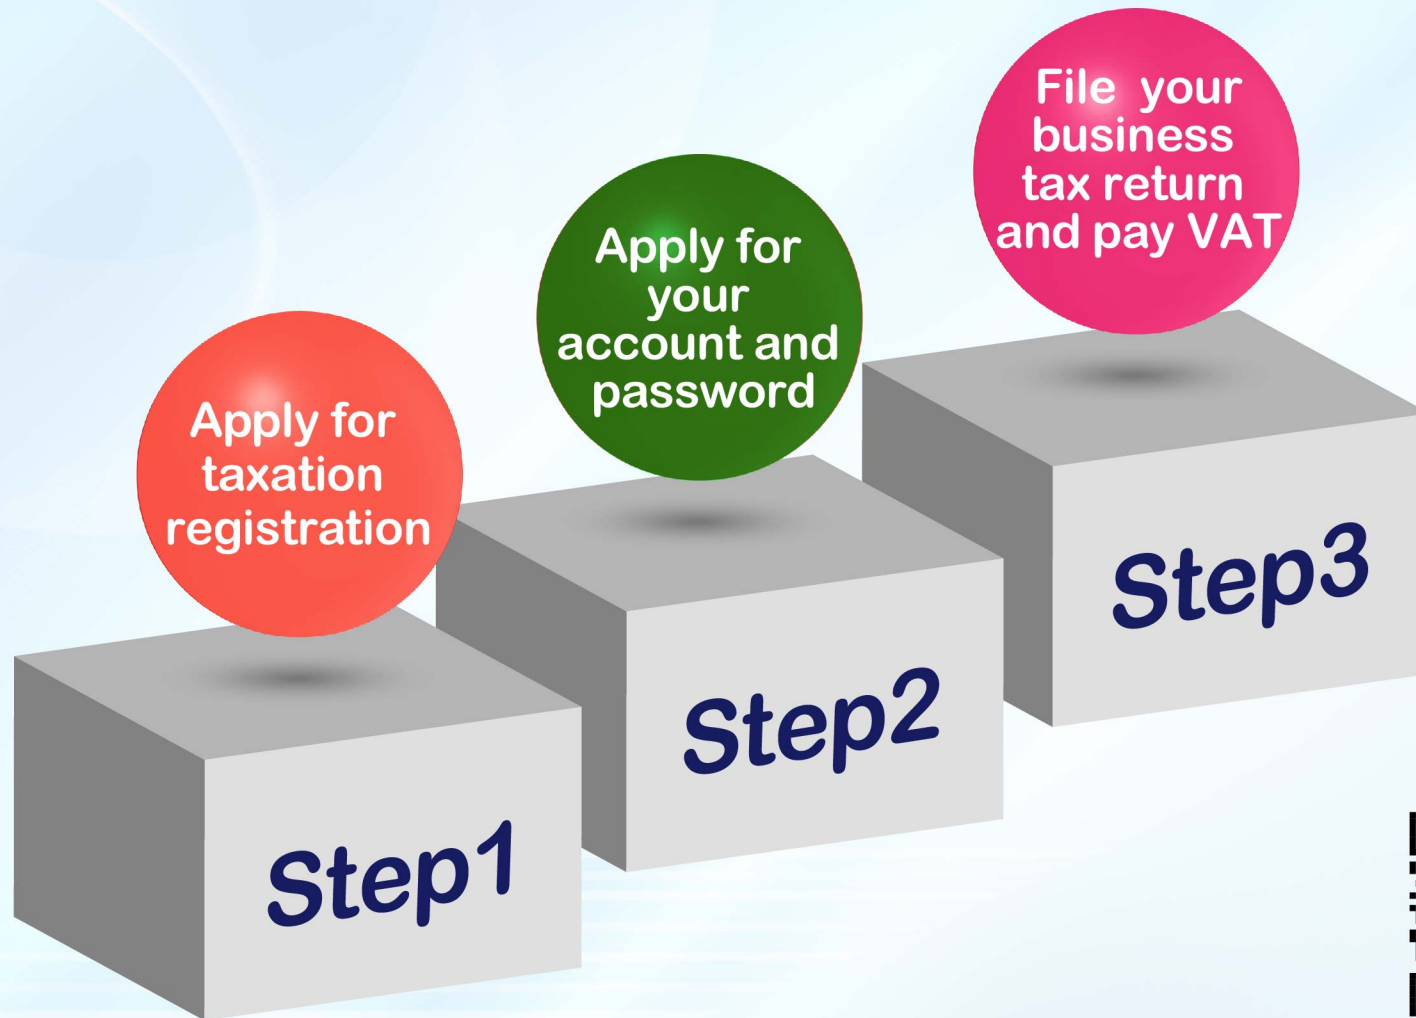 Apply for
taxation
registration
Step1
Apply for
your
account and
password
Step2
File your
business
tax return
and pay VAT
Step3